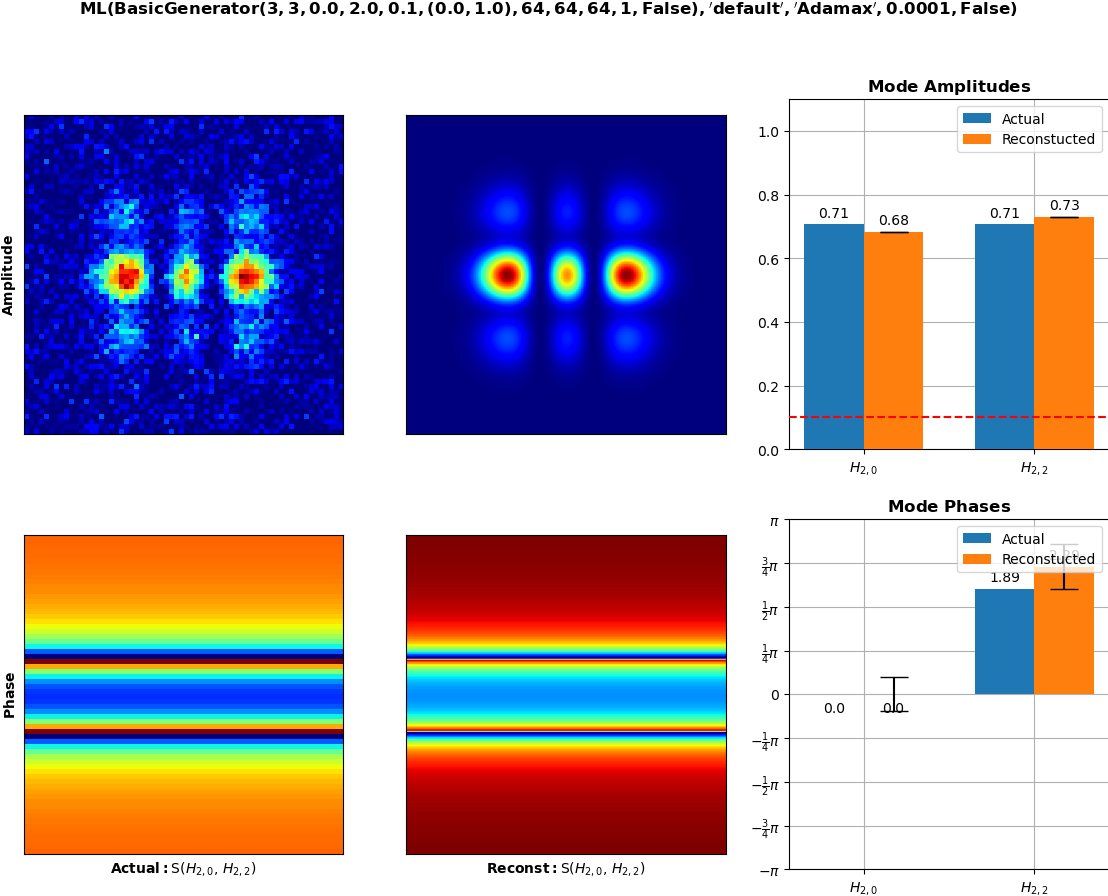 ML(BasicGenerator(3, 3, 0.0, 2.0, 0.1, (0.0, 1.0), 64, 64, 64, 1, False), ′default′, ′Adamax′, 0.0001, False)
Mode Amplitudes
Actual
Reconstucted
1.0
0.8
0.6
0.4
0.2
0.0
0.71
0.68
0.71
0.73
H2,0
H2,2
Amplitude
Mode Phases
Actual
Reconstucted
π
3/4π
1/2π
1/4π
0
−1/4π
−1/2π
−3/4π
−π
0.0
0.0
1.89
H2,0
H2,2
Phase
Actual: S(H2,0, H2,2)
Reconst: S(H2,0, H2,2)